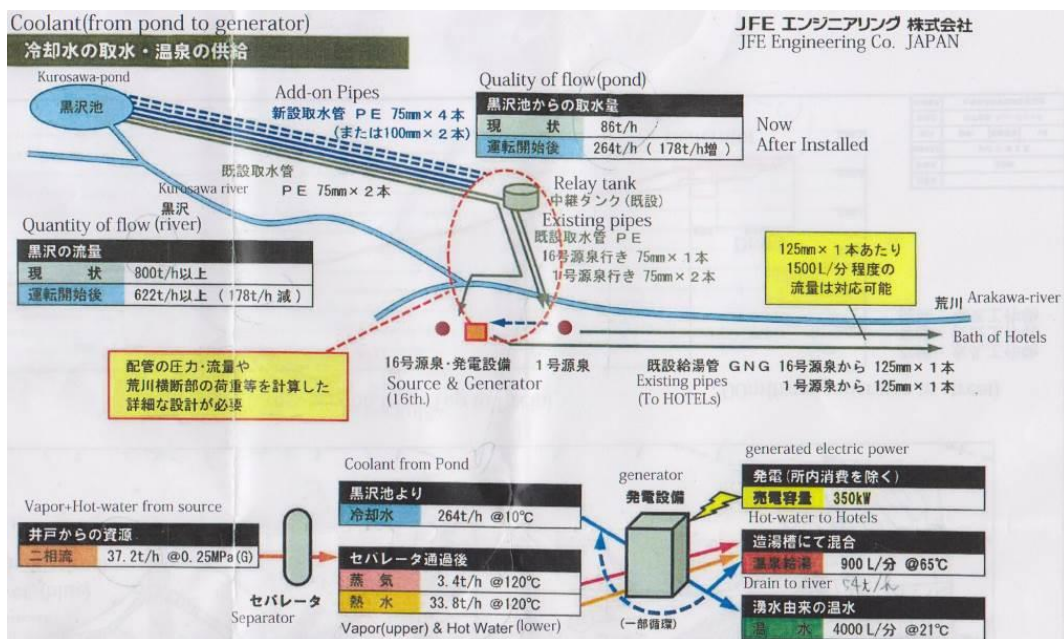 Coolant(from pond to generator)
JFE エンジニアリング 株式会社
JFE Engineering Co. JAPAN
冷却水の取水・温泉の供給
Kurosawa-pond
黒沢池
Add-on Pipes
新設取水管 PE 75mm×4本
(または100mm×2本)
Quality of flow(pond)
黒沢池からの取水量
現 状 86t/h
運転開始後 264t/h (178t/h増)
Now
After Installed
既設取水管
PE 75mm×2本
Kurosawa river
黒沢
Relay tank
中継タンク(既設)
Existing pipes
既設取水管 PE
16号源泉行き 75mm×1本
1号源泉行き 75mm×2本
Quantity of flow (river)
黒沢の流量
現 状 800t/h以上
運転開始後 622t/h以上 (178t/h 減)
125mm×1本あたり
1500L/分 程度の
流量は対応可能
荒川 Arakawa-river
Bath of Hotels
配管の圧力・流量や
荒川横断部の荷重等を計算した
詳細な設計が必要
16号源泉・発電設備
Source & Generator
(16th.)
1号源泉
既設給湯管 GNG 16号源泉から 125mm×1本
1号源泉から 125mm×1本
Existing pipes
(To HOTELs)
Vapor+Hot-water from source
井戸からの資源
二相流 37.2t/h @0.25MPa(G)
セパレータ
Separator
Coolant from Pond
黒沢池より
冷却水 264t/h @10℃
セパレータ通過後
蒸 気 3.4t/h @120℃
熱 水 33.8t/h @120℃
Vapor(upper) & Hot Water (lower)
generator
発電設備
(一部循環)
generated electric power
発電(所内消費を除く)
売電容量 350kW
Hot-water to Hotels
造湯槽にて混合
温泉給湯 900 L/分 @65℃
Drain to river
54t/h
湧水由来の温水
温 水 4000 L/分 @21℃